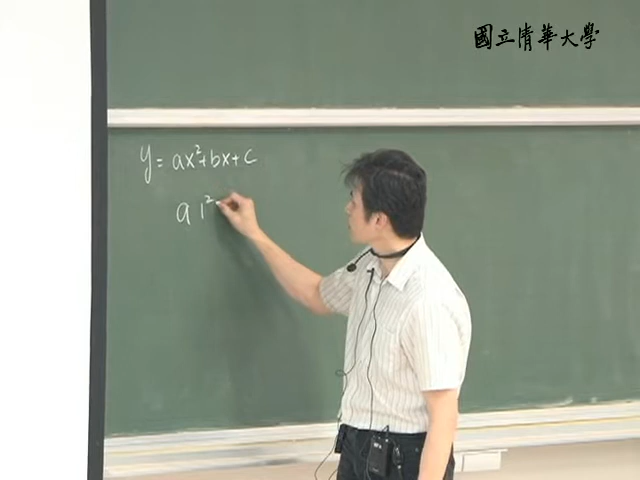 國立清華大學
y = ax²+bx+c
a 1²